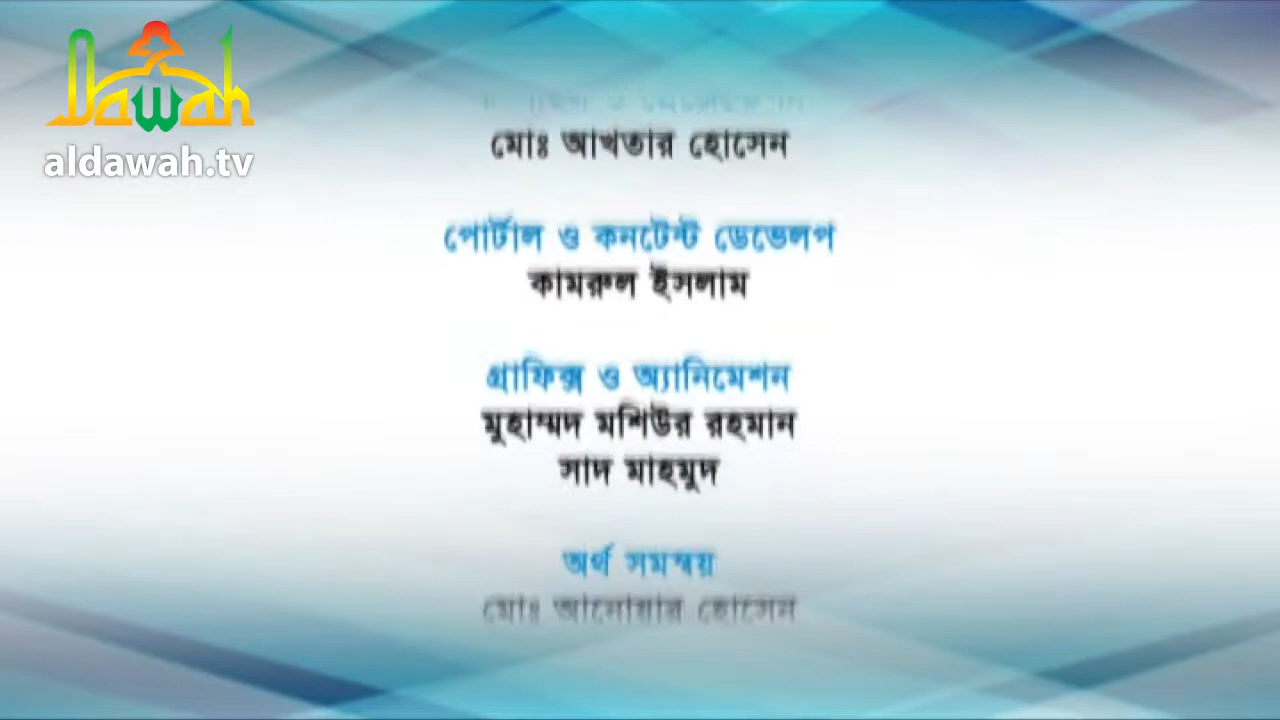 Dawah
aldawah.tv
মোঃ আখতার হোসেন
পোর্টাল ও কনটেন্ট ডেভেলপ
কামরুল ইসলাম
গ্রাফিক্স ও অ্যানিমেশন
মুহাম্মদ মশিউর রহমান
সাদ মাহমুদ
অর্থ সমন্বয়
মোঃ আনোয়ার হোসেন